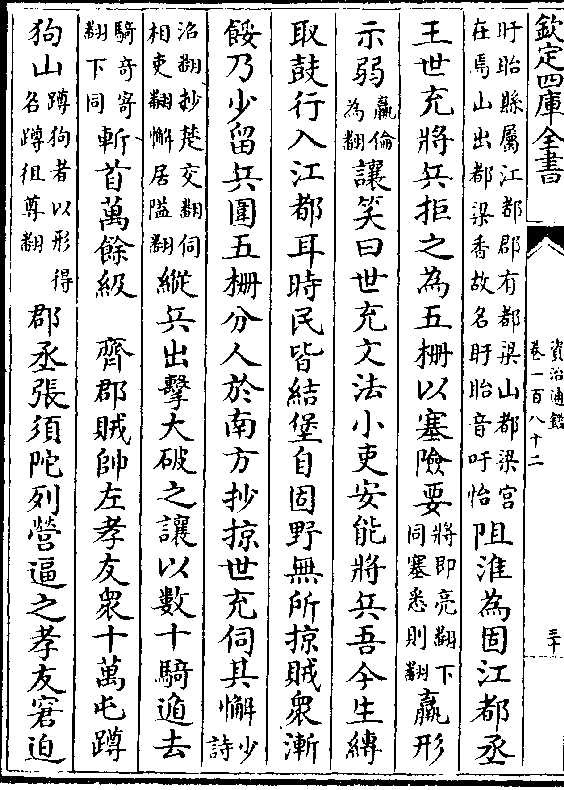 欽定四庫全書
資治通鑑
卷一百八十二
三十
盱眙縣屬江都郡有都梁山都梁宮
在焉山出都梁香故名盱眙音吁怡
阻淮為固江都丞
王世充將兵拒之為五柵以塞險要
將即亮翻下
同塞悉則翻
羸形
示弱
羸倫
為翻
讓笑曰世充文法小吏安能將兵吾今生縛
取鼓行入江都耳時民皆結堡自固野無所掠賊衆漸
餒乃少留兵圍五柵分人於南方抄掠世充伺其懈
少
詩
沼翻抄楚交翻伺
相吏翻懈居隘翻
縱兵出擊大破之讓以數十騎遁去
騎奇寄
翻下同
斬首萬餘級　齊郡賊帥左孝友衆十萬屯蹲
狗山
蹲狗者以形得
名蹲徂尊翻
郡丞張須陀列營逼之孝友窘迫